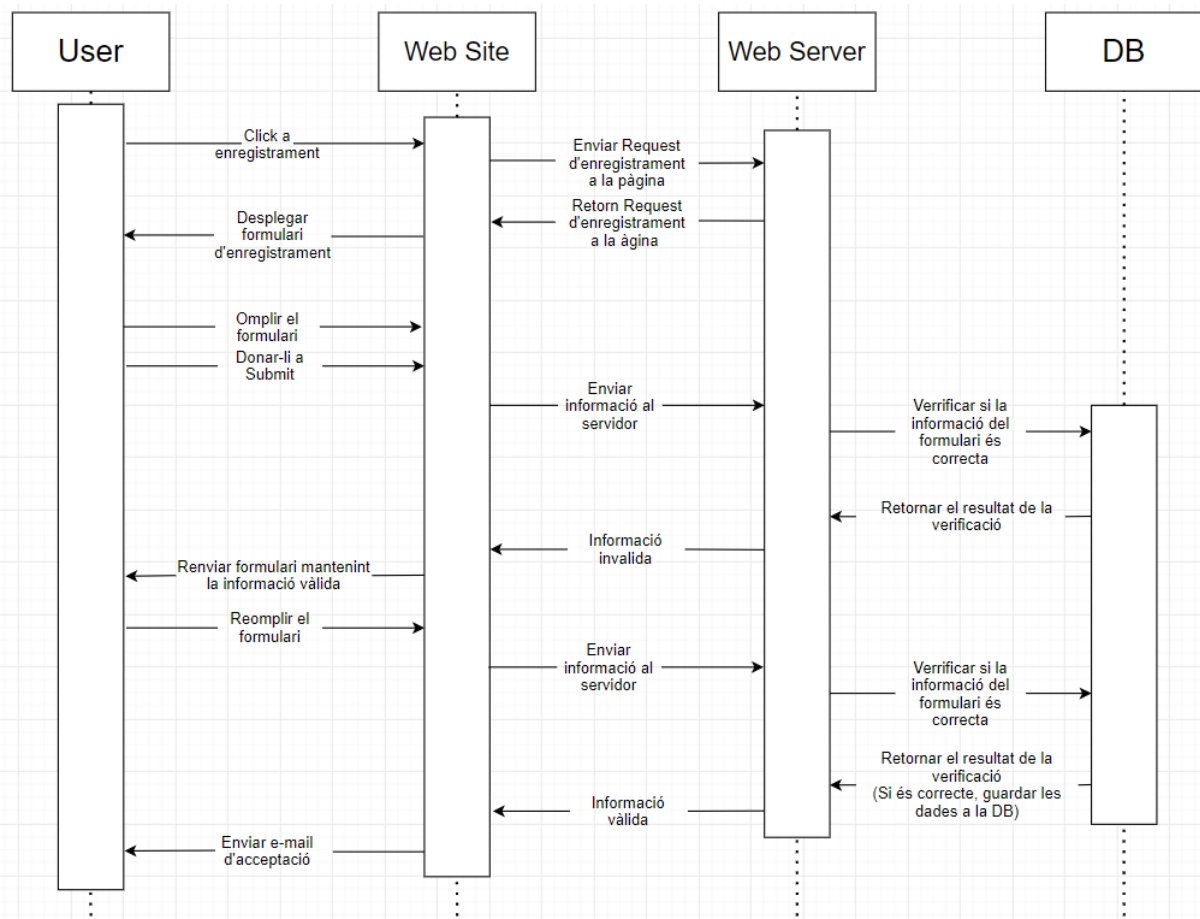 User
Web Site
Web Server
DB
Click a
enregistrament
Enviar Request
d'enregistrament
a la pàgina
Retorn Request
d'enregistrament
a la àgina
Desplegar
formulari
d'enregistrament
Omplir el
formulari
Donar-li a
Submit
Enviar
informació al
servidor
Verrificar si la
informació del
formulari és
correcta
Retornar el resultat de la
verificació
Informació
invalida
Renviar formulari mantenint
la informació vàlida
Reomplir el
formulari
Enviar
informació al
servidor
Verrificar si la
informació del
formulari és
correcta
Retornar el resultat de la
verificació
(Si és correcte, guardar les
dades a la DB)
Informació
vàlida
Enviar e-mail
d'acceptació